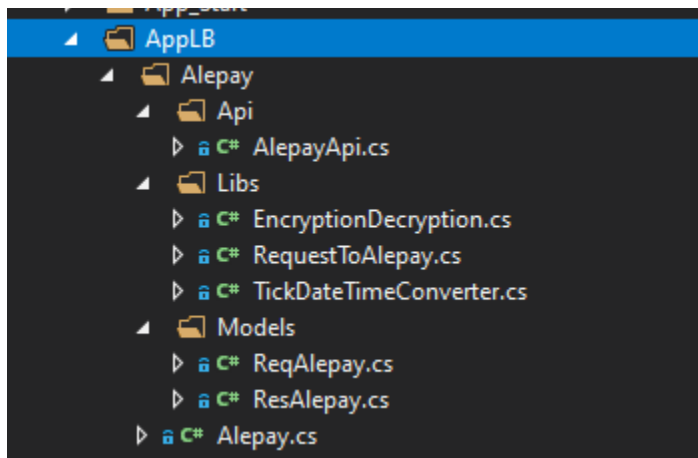 App_Start
AppLB
Alepay
Api
C# AlepayApi.cs
Libs
C# EncryptionDecryption.cs
C# RequestToAlepay.cs
C# TickDateTimeConverter.cs
Models
C# ReqAlepay.cs
C# ResAlepay.cs
C# Alepay.cs